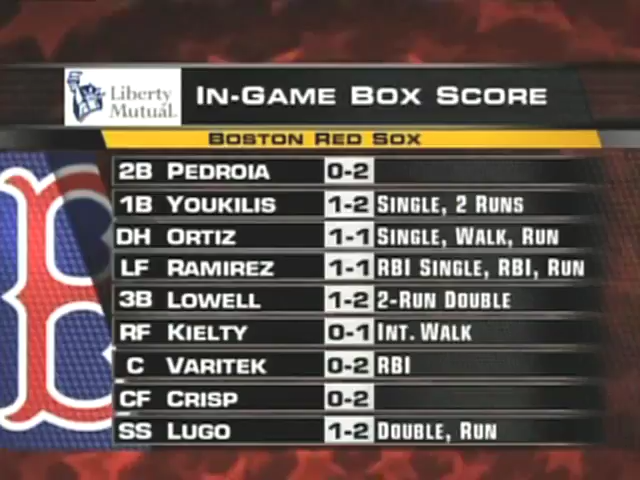 Liberty Mutual. IN-GAME BOX SCORE
BOSTON RED SOX
2B PEDROIA 0-2
1B YOUKILIS 1-2 SINGLE, 2 RUNS
DH ORTIZ 1-1 SINGLE, WALK, RUN
LF RAMIREZ 1-1 RBI SINGLE, RBI, RUN
3B LOWELL 1-2 2-RUN DOUBLE
RF KIELTY 0-1 INT. WALK
C VARITEK 0-2 RBI
CF CRISP 0-2
SS LUGO 1-2 DOUBLE, RUN